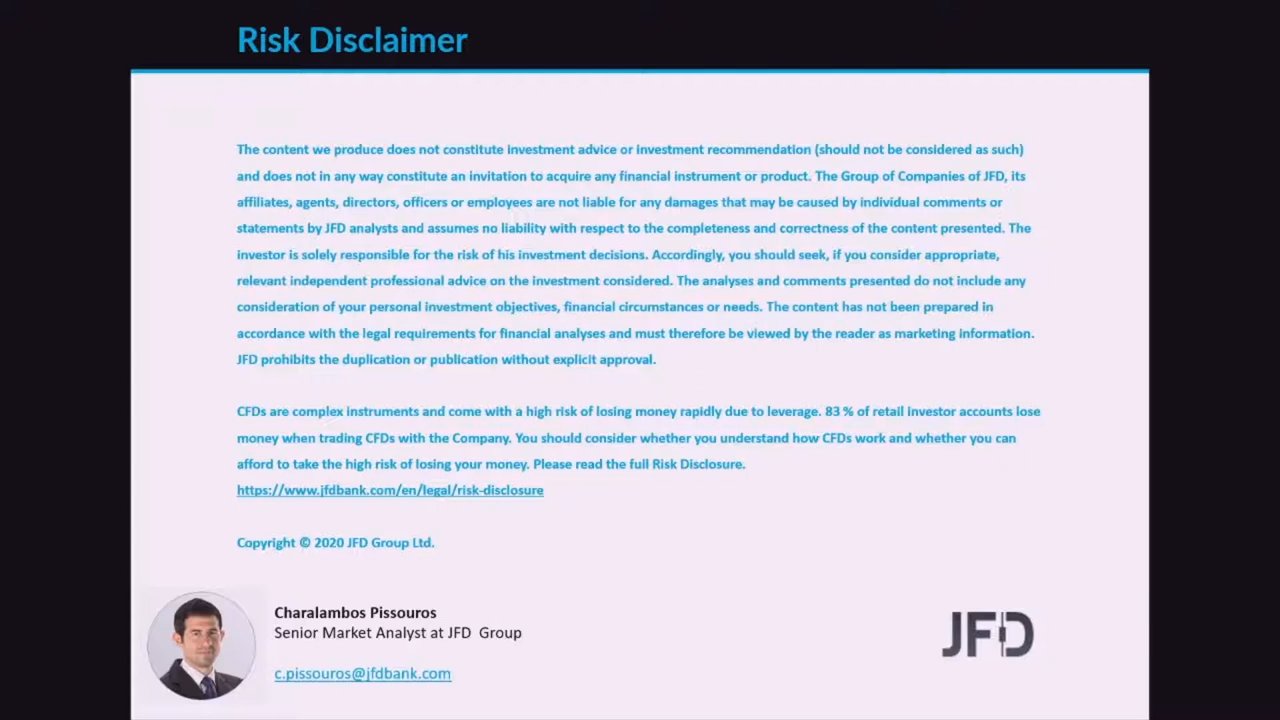 Risk Disclaimer
The content we produce does not constitute investment advice or investment recommendation (should not be considered as such)
and does not in any way constitute an invitation to acquire any financial instrument or product. The Group of Companies of JFD, its
affiliates, agents, directors, officers or employees are not liable for any damages that may be caused by individual comments or
statements by JFD analysts and assumes no liability with respect to the completeness and correctness of the content presented. The
investor is solely responsible for the risk of his investment decisions. Accordingly, you should seek, if you consider appropriate,
relevant independent professional advice on the investment considered. The analyses and comments presented do not include any
consideration of your personal investment objectives, financial circumstances or needs. The content has not been prepared in
accordance with the legal requirements for financial analyses and must therefore be viewed by the reader as marketing information.
JFD prohibits the duplication or publication without explicit approval.
CFDs are complex instruments and come with a high risk of losing money rapidly due to leverage. 83 % of retail investor accounts lose
money when trading CFDs with the Company. You should consider whether you understand how CFDs work and whether you can
afford to take the high risk of losing your money. Please read the full Risk Disclosure.
https://www.jfdbank.com/en/legal/risk-disclosure
Copyright © 2020 JFD Group Ltd.
Charalambos Pissouros
Senior Market Analyst at JFD Group
c.pissouros@jfdbank.com
JFD